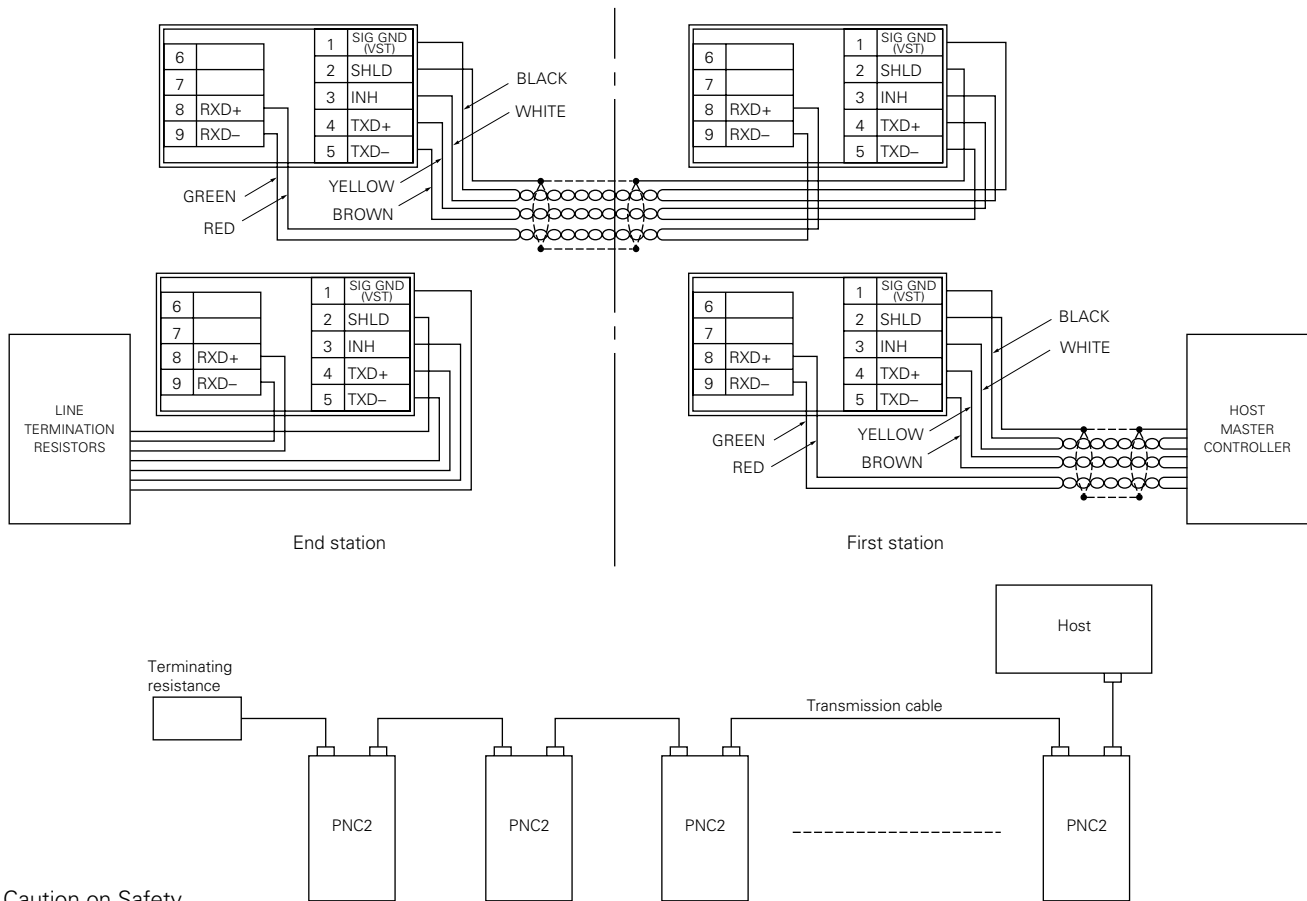 1 SIG GND
(VST)
6
2 SHLD
7
3 INH
8 RXD+
4 TXD+
9 RXD–
5 TXD–
BLACK
WHITE
GREEN
YELLOW
RED
BROWN
1 SIG GND
(VST)
6
2 SHLD
7
3 INH
8 RXD+
4 TXD+
9 RXD–
5 TXD–
LINE
TERMINATION
RESISTORS
1 SIG GND
(VST)
6
2 SHLD
7
3 INH
8 RXD+
4 TXD+
9 RXD–
5 TXD–
End station
1 SIG GND
(VST)
6
2 SHLD
7
3 INH
8 RXD+
4 TXD+
9 RXD–
5 TXD–
BLACK
WHITE
GREEN
YELLOW
RED
BROWN
HOST
MASTER
CONTROLLER
First station
Host
Terminating
resistance
Transmission cable
PNC2
PNC2
PNC2
PNC2
Caution on Safety